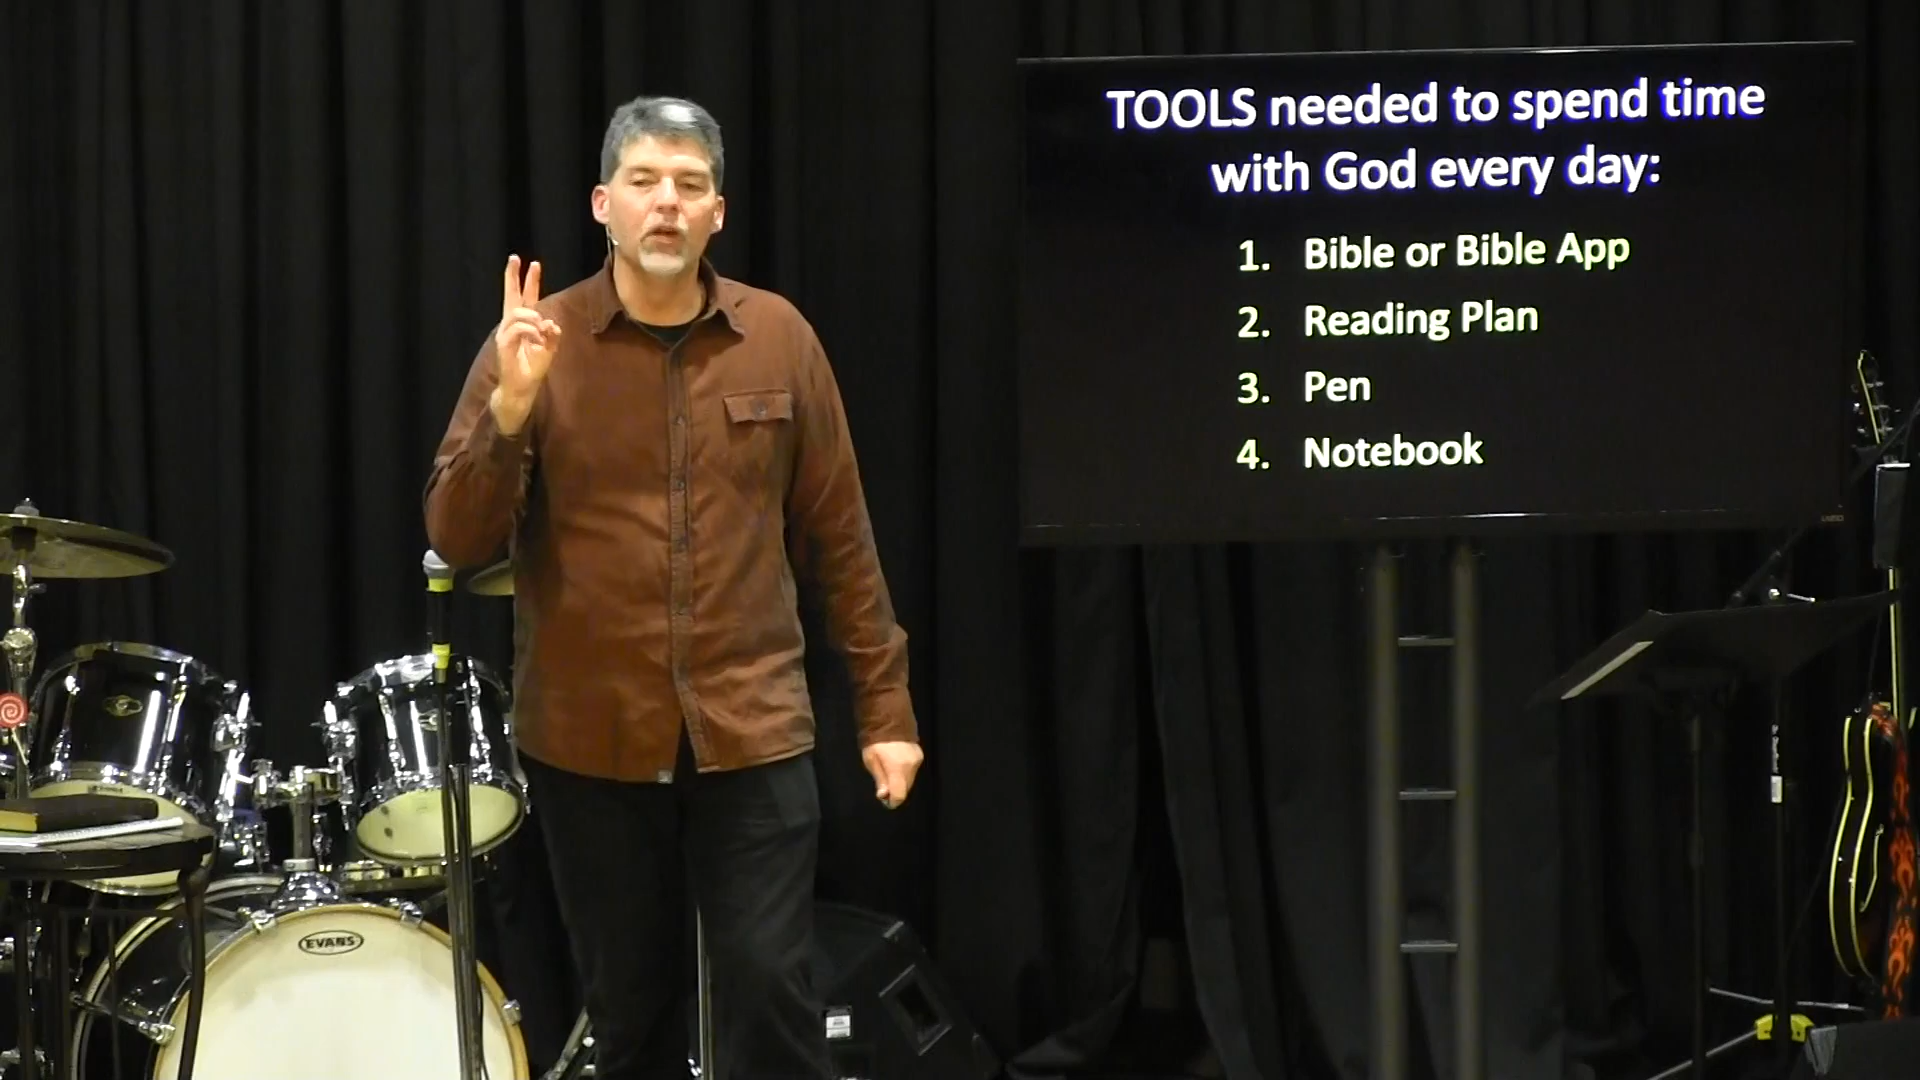 TOOLS needed to spend time
with God every day:
1. Bible or Bible App
2. Reading Plan
3. Pen
4. Notebook
EVANS